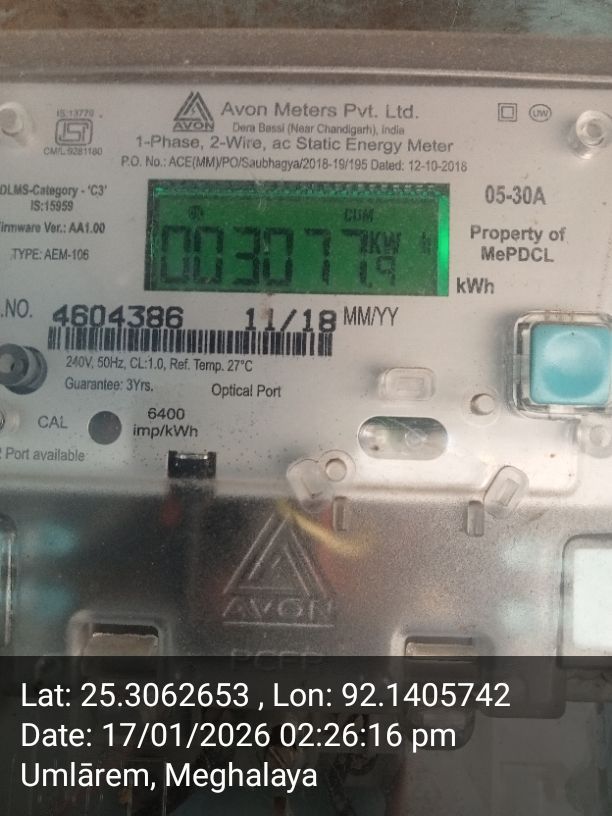 IS:13779
ISI
CM/L:9281180
AVON
Avon Meters Pvt. Ltd.
Dera Bassi (Near Chandigarh), India
UW
1-Phase, 2-Wire, ac Static Energy Meter
P.O. No.: ACE(MM)/PO/Saubhagya/2018-19/195 Dated: 12-10-2018
DLMS-Category - 'C3'
IS:15959
Firmware Ver.: AA1.00
TYPE: AEM-106
CUM
003077.9
KW h
05-30A
Property of
MePDCL
kWh
.NO. 4604386 11/18 MM/YY
240V, 50Hz, CL:1.0, Ref. Temp. 27°C
Guarantee: 3Yrs.
Optical Port
CAL
6400
imp/kWh
Port available
AVON
Lat: 25.3062653 , Lon: 92.1405742
Date: 17/01/2026 02:26:16 pm
Umlārem, Meghalaya